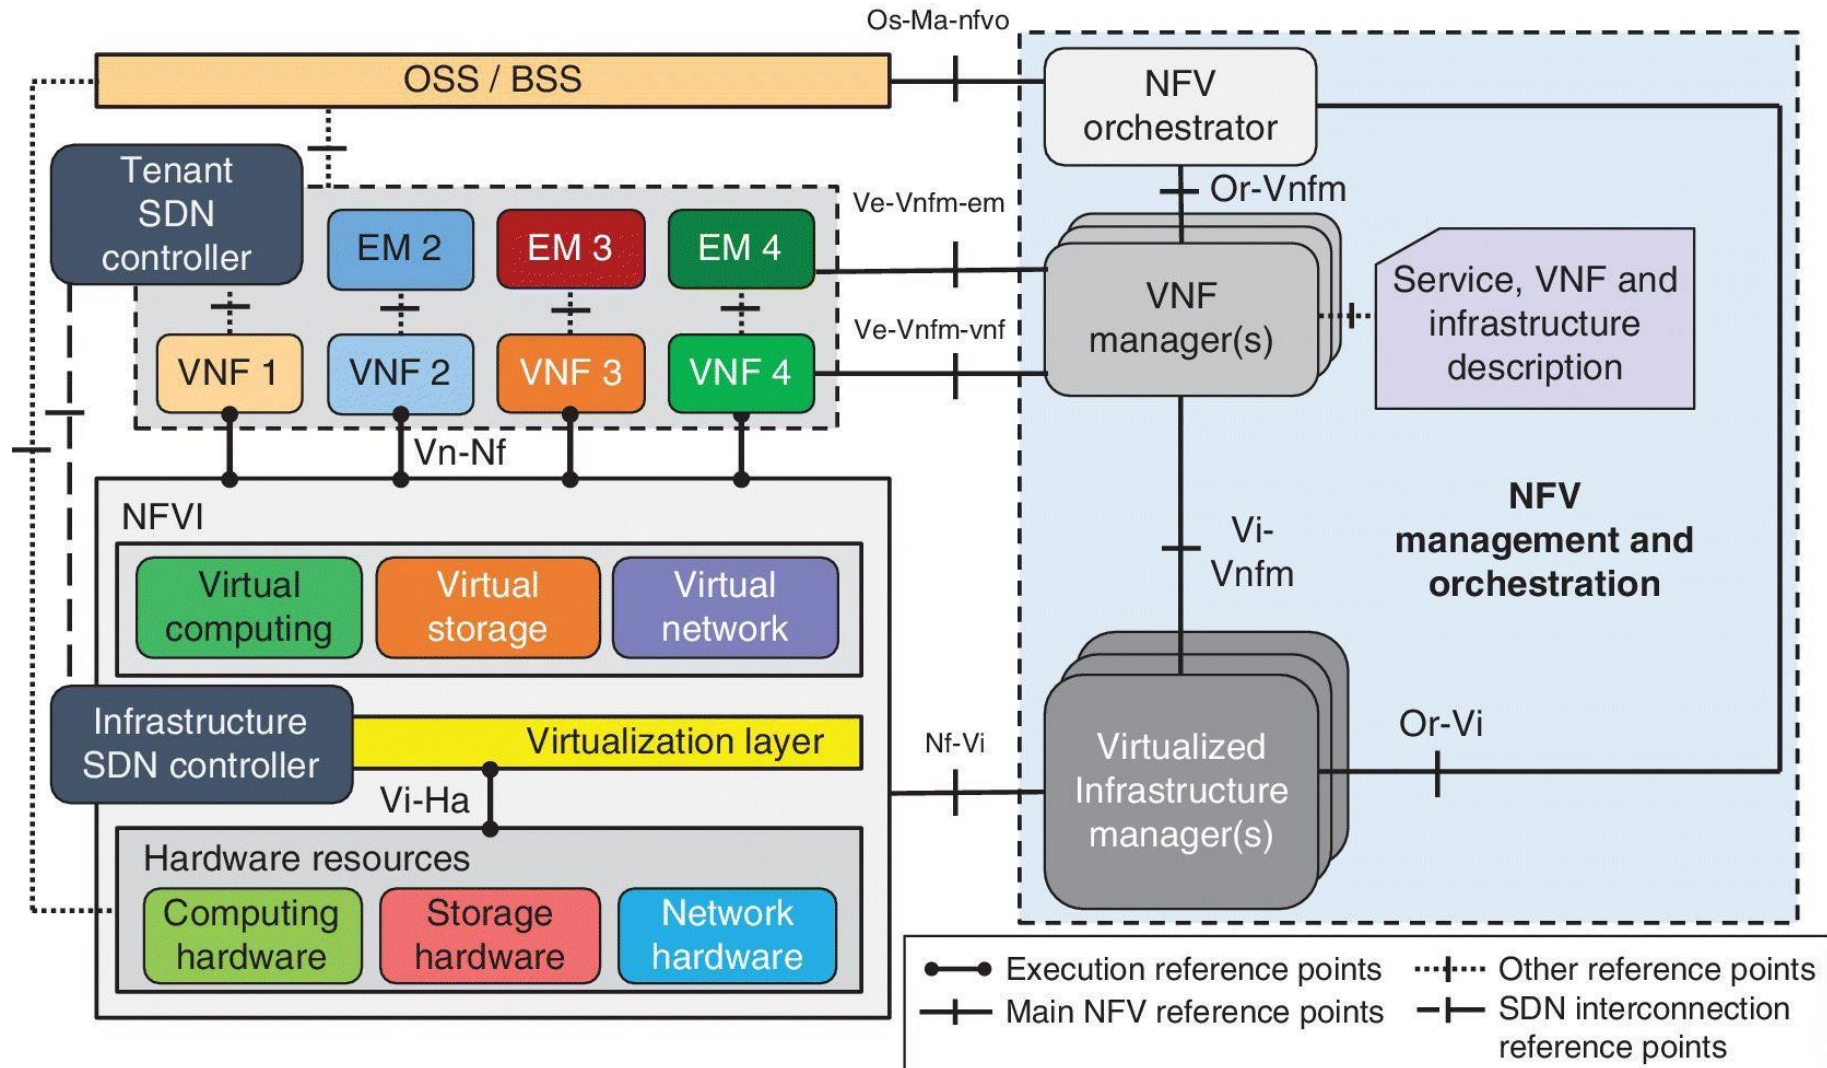 Os-Ma-nfvo
OSS / BSS
NFV
orchestrator
Tenant
SDN
controller
Or-Vnfm
Ve-Vnfm-em
EM 2
EM 3
EM 4
VNF
manager(s)
Service, VNF and
infrastructure
description
Ve-Vnfm-vnf
VNF 1
VNF 2
VNF 3
VNF 4
Vn-Nf
NFVI
NFV
management and
orchestration
Vi-
Vnfm
Virtual
computing
Virtual
storage
Virtual
network
Infrastructure
SDN controller
Virtualization layer
Nf-Vi
Or-Vi
Virtualized
Infrastructure
manager(s)
Vi-Ha
Hardware resources
Computing
hardware
Storage
hardware
Network
hardware
Execution reference points
Main NFV reference points
Other reference points
SDN interconnection
reference points